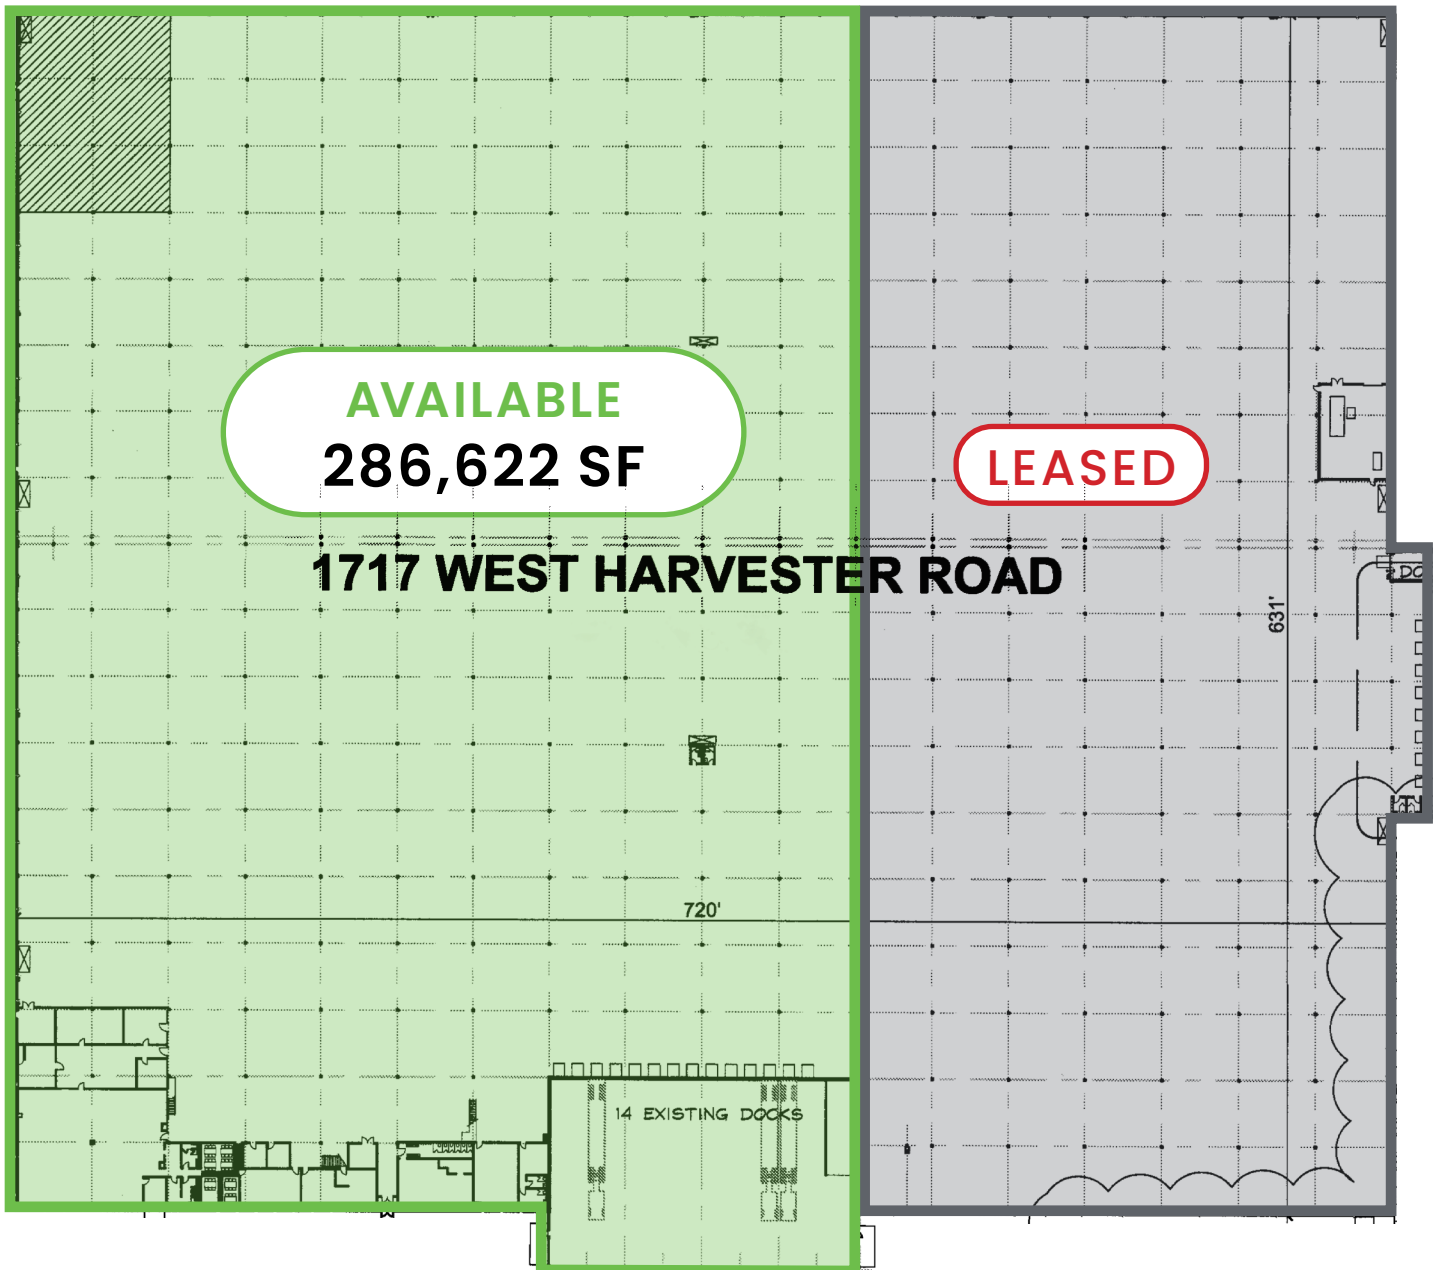 AVAILABLE
286,622 SF
LEASED
1717 WEST HARVESTER ROAD
631'
720'
14 EXISTING DOCKS